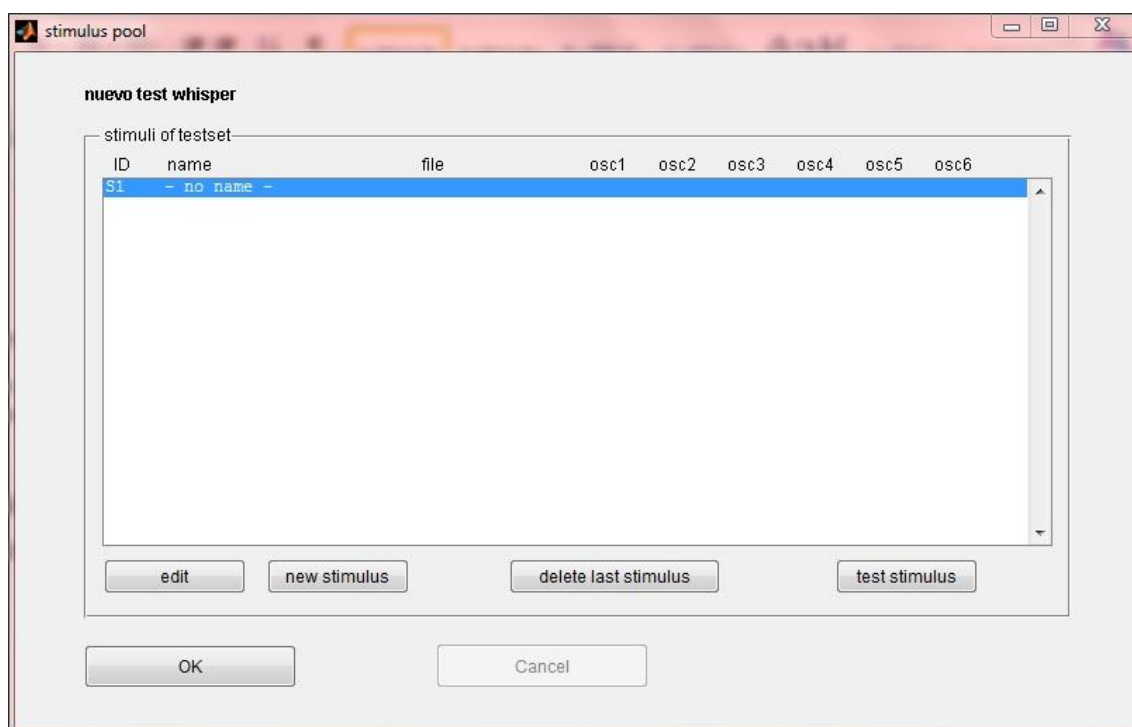 stimulus pool
nuevo test whisper
stimuli of testset
ID name file osc1 osc2 osc3 osc4 osc5 osc6
S1 - no name -
edit new stimulus delete last stimulus test stimulus
OK Cancel